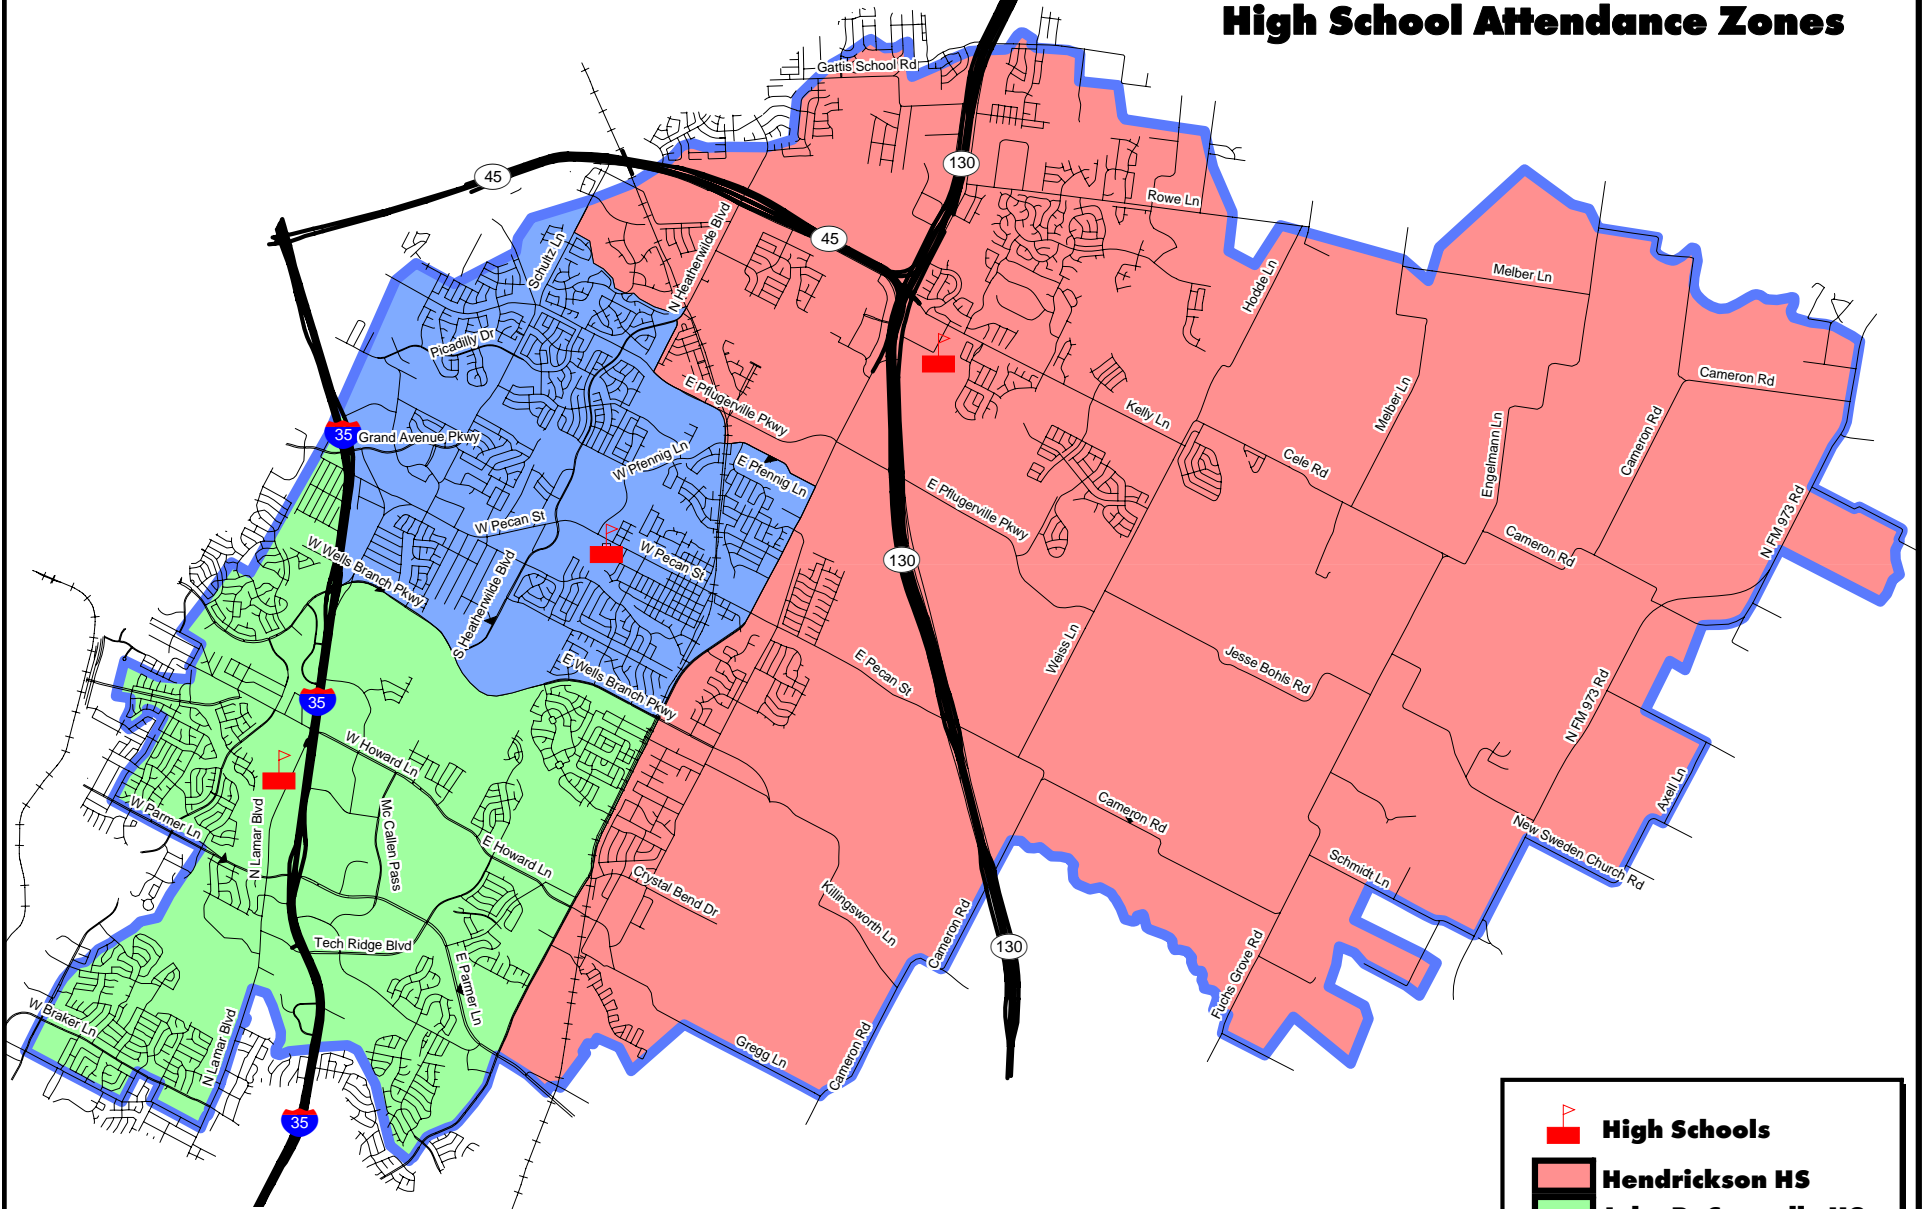 High School Attendance Zones
Gattis School Rd
130
45
Rowe Ln
N Heatherwilde Blvd
45
Schultz Ln
Hodde Ln
Melber Ln
Picadilly Dr
Cameron Rd
E Pflugerville Pkwy
Kelly Ln
Melber Ln
35
Grand Avenue Pkwy
W Pfennig Ln
E Pfennig Ln
Cele Rd
Engelmann Ln
Cameron Rd
E Pflugerville Pkwy
N FM 973 Rd
W Pecan St
W Wells Branch Pkwy
W Pecan St
130
Cameron Rd
S Heatherwilde Blvd
E Wells Branch Pkwy
E Pecan St
Weiss Ln
Jesse Bohls Rd
35
N FM 973 Rd
W Howard Ln
W Parmer Ln
N Lamar Blvd
Mc Callen Pass
E Howard Ln
Cameron Rd
Axell Ln
New Sweden Church Rd
Schmidt Ln
Crystal Bend Dr
Killingsworth Ln
Cameron Rd
130
Tech Ridge Blvd
E Parmer Ln
Fuchs Grove Rd
W Braker Ln
N Lamar Blvd
Gregg Ln
Cameron Rd
35
High Schools
Hendrickson HS